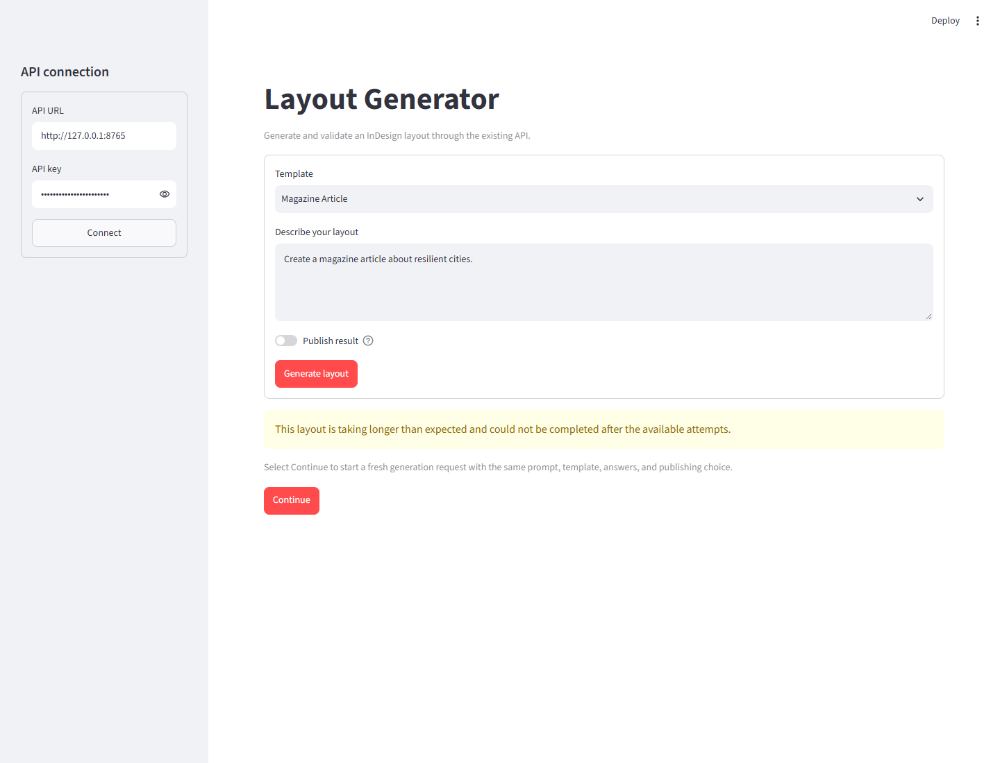 Deploy
API connection
API URL
http://127.0.0.1:8765
API key
•••••••••••••••••••••••
Connect
Layout Generator
Generate and validate an InDesign layout through the existing API.
Template
Magazine Article
Describe your layout
Create a magazine article about resilient cities.
Publish result
Generate layout
This layout is taking longer than expected and could not be completed after the available attempts.
Select Continue to start a fresh generation request with the same prompt, template, answers, and publishing choice.
Continue